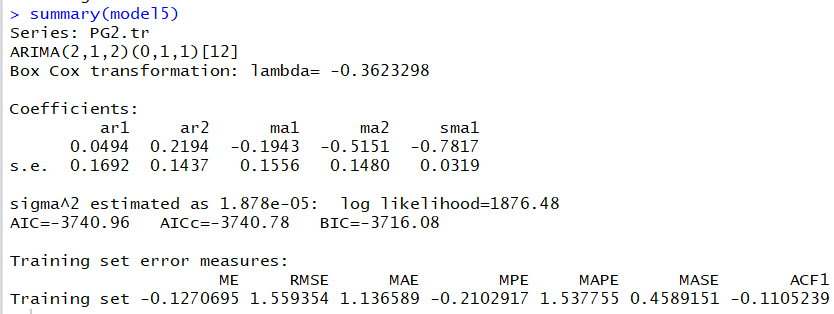 > summary(model5)
Series: PG2.tr
ARIMA(2,1,2)(0,1,1)[12]
Box Cox transformation: lambda= -0.3623298
Coefficients:
ar1 ar2 ma1 ma2 sma1
0.0494 0.2194 -0.1943 -0.5151 -0.7817
s.e. 0.1692 0.1437 0.1556 0.1480 0.0319
sigma^2 estimated as 1.878e-05: log likelihood=1876.48
AIC=-3740.96 AICc=-3740.78 BIC=-3716.08
Training set error measures:
ME RMSE MAE MPE MAPE MASE ACF1
Training set -0.1270695 1.559354 1.136589 -0.2102917 1.537755 0.4589151 -0.1105239